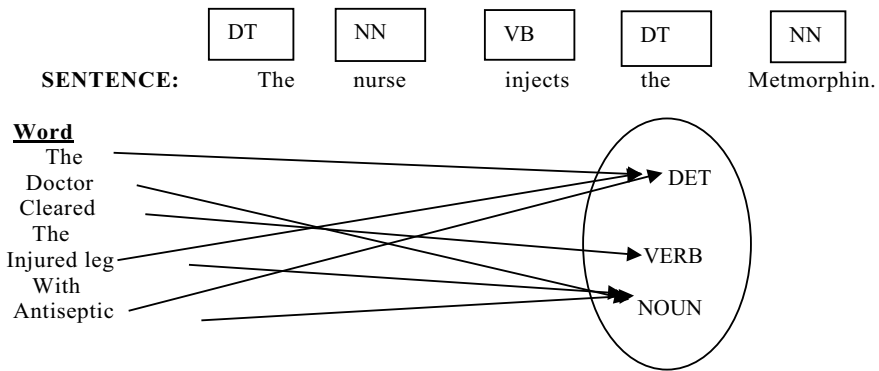 DT NN VB DT NN
SENTENCE: The nurse injects the Metmorphin.
Word
The
Doctor
Cleared
The
Injured leg
With
Antiseptic
DET
VERB
NOUN